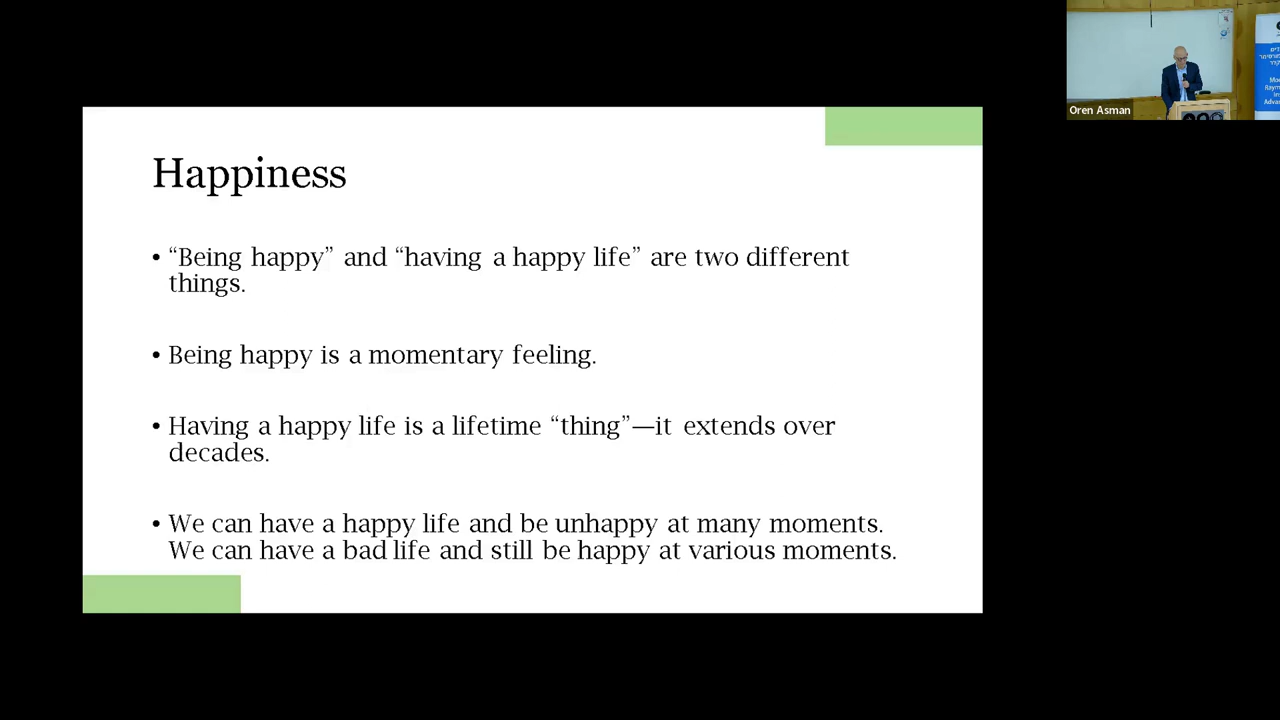 Happiness
• “Being happy” and “having a happy life” are two different
things.
• Being happy is a momentary feeling.
• Having a happy life is a lifetime “thing”—it extends over
decades.
• We can have a happy life and be unhappy at many moments.
We can have a bad life and still be happy at various moments.
Oren Asman